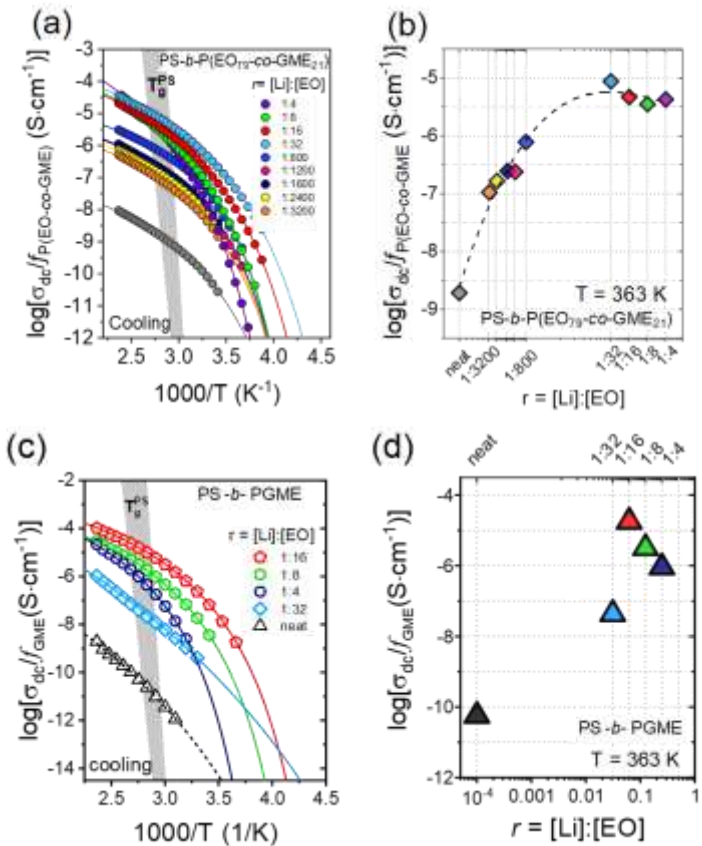 (a)
PS-b-P(EO79-co-GME21)
TgPS
r= [Li]:[EO]
1:4
1:8
1:16
1:32
1:800
1:1200
1:1600
1:2400
1:3200
-3
-4
-5
-6
-7
-8
-9
-10
-11
-12
log[σdc/fP(EO-co-GME) (S·cm-1)]
Cooling
2.5 3.0 3.5 4.0 4.5
1000/T (K-1)
(b)
-5
-6
-7
-8
-9
log[σdc/fP(EO-co-GME) (S·cm-1)]
T = 363 K
PS-b-P(EO79-co-GME21)
neat
1:3200
1:800
1:32
1:16
1:8
1:4
r = [Li]:[EO]
(c)
PS -b- PGME
TgPS
r = [Li]:[EO]
1:16
1:8
1:4
1:32
neat
-2
-4
-6
-8
-10
-12
-14
log[σdc/fGME(S·cm-1)]
cooling
2.5 3.0 3.5 4.0 4.5
1000/T (1/K)
(d)
neat
1:32
1:16
1:8
1:4
-4
-6
-8
-10
-12
log[σdc/fGME(S·cm-1)]
PS -b- PGME
T = 363 K
10-4 0.001 0.01 0.1 1
r = [Li]:[EO]